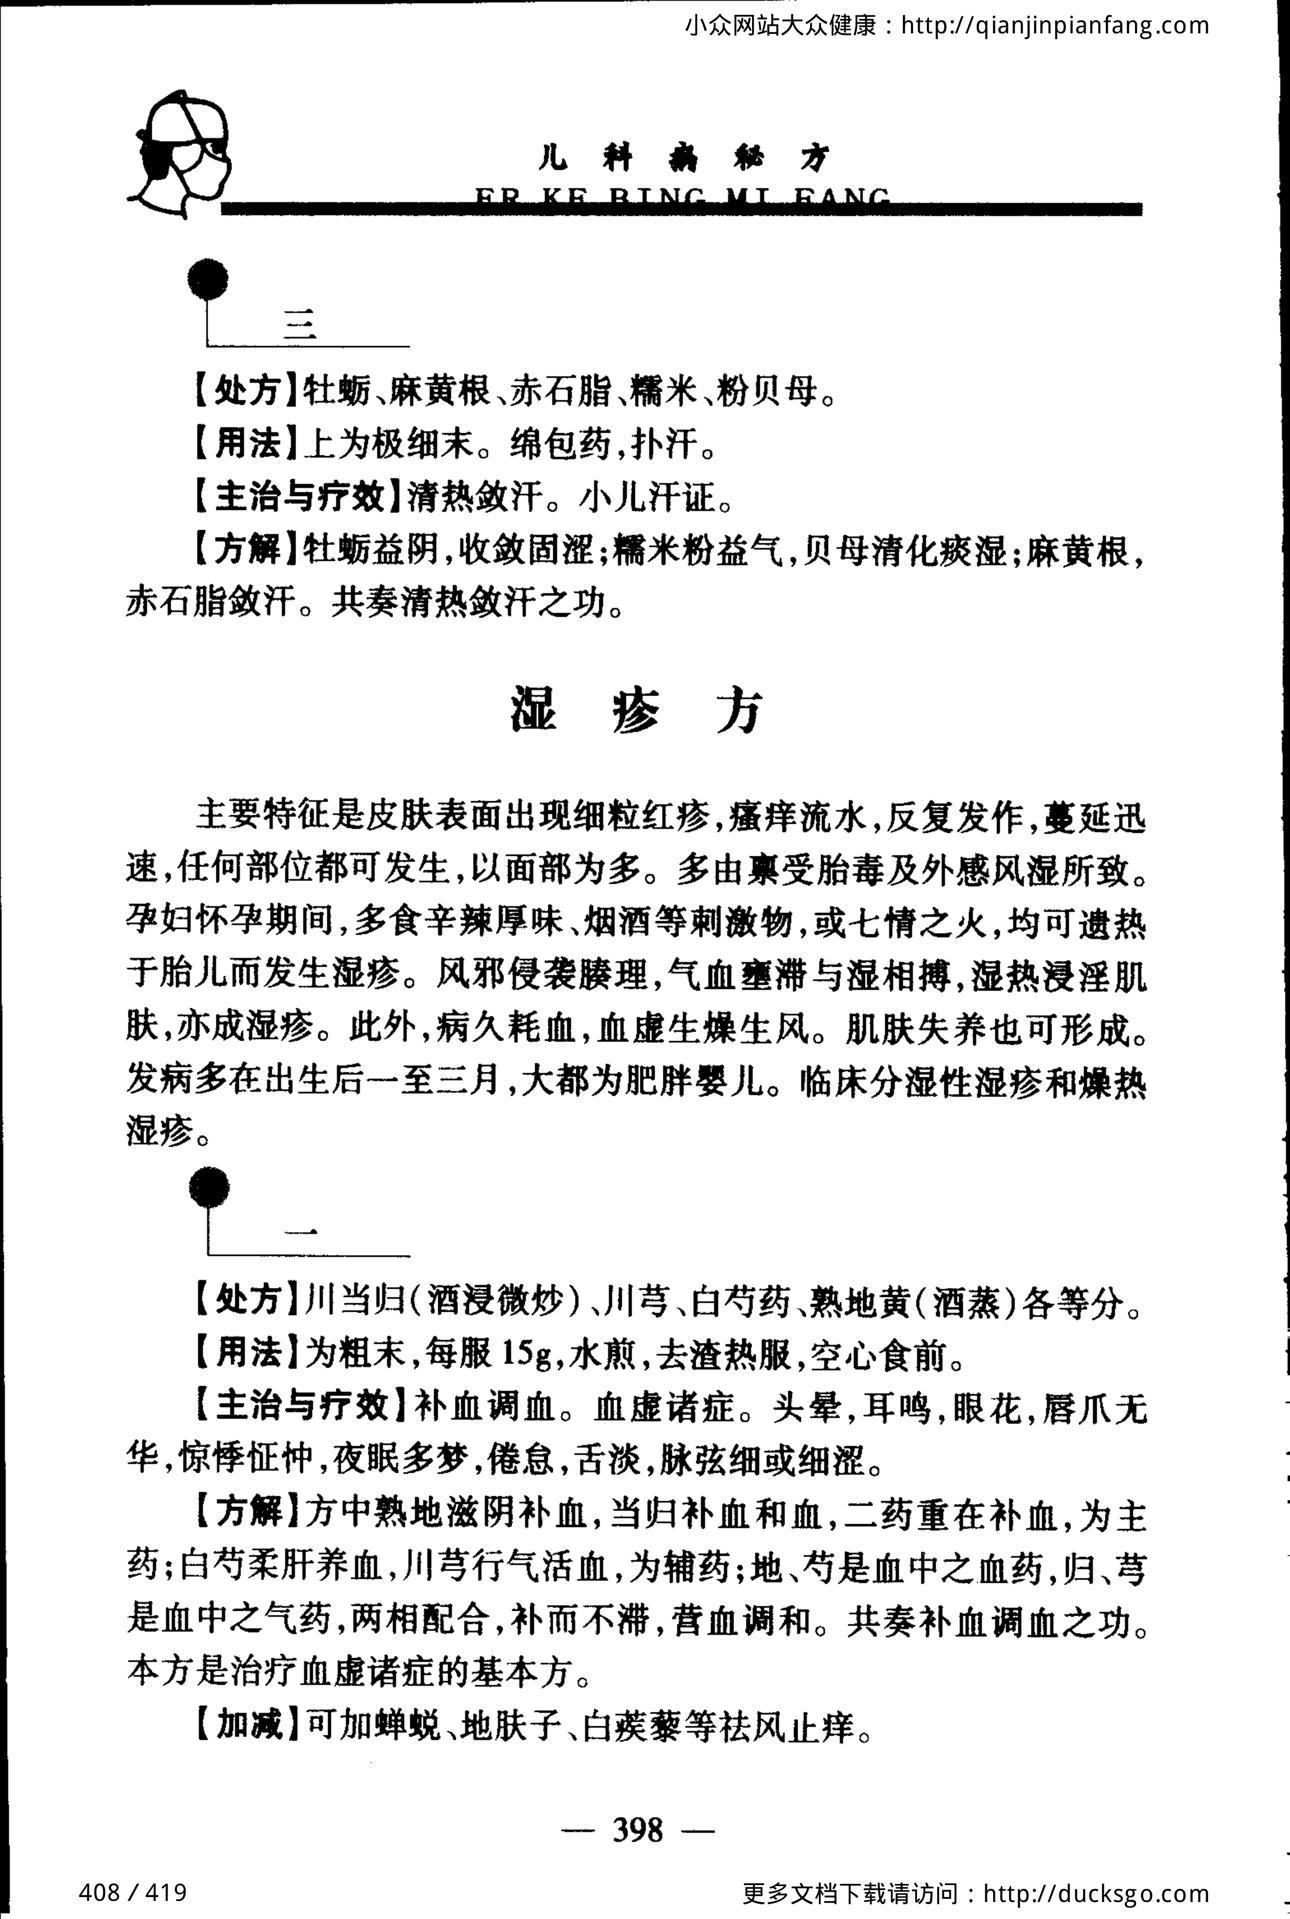 小众网站大众健康：http://qianjinpianfang.com
儿科病秘方
ER KE BING MI FANG
三
【处方】牡蛎、麻黄根、赤石脂、糯米、粉贝母。
【用法】上为极细末。绵包药,扑汗。
【主治与疗效】清热敛汗。小儿汗证。
【方解】牡蛎益阴,收敛固涩;糯米粉益气,贝母清化痰湿;麻黄根,
赤石脂敛汗。共奏清热敛汗之功。
湿疹方
主要特征是皮肤表面出现细粒红疹,瘙痒流水,反复发作,蔓延迅
速,任何部位都可发生,以面部为多。多由禀受胎毒及外感风湿所致。
孕妇怀孕期间,多食辛辣厚味、烟酒等刺激物,或七情之火,均可遗热
于胎儿而发生湿疹。风邪侵袭腠理,气血壅滞与湿相搏,湿热浸淫肌
肤,亦成湿疹。此外,病久耗血,血虚生燥生风。肌肤失养也可形成。
发病多在出生后一至三月,大都为肥胖婴儿。临床分湿性湿疹和燥热
湿疹。
一
【处方】川当归(酒浸微炒)、川芎、白芍药、熟地黄(酒蒸)各等分。
【用法】为粗末,每服15g,水煎,去渣热服,空心食前。
【主治与疗效】补血调血。血虚诸症。头晕,耳鸣,眼花,唇爪无
华,惊悸怔忡,夜眠多梦,倦怠,舌淡,脉弦细或细涩。
【方解】方中熟地滋阴补血,当归补血和血,二药重在补血,为主
药;白芍柔肝养血,川芎行气活血,为辅药;地、芍是血中之血药,归、芎
是血中之气药,两相配合,补而不滞,营血调和。共奏补血调血之功。
本方是治疗血虚诸症的基本方。
【加减】可加蝉蜕、地肤子、白蒺藜等祛风止痒。
— 398 —
408 / 419
更多文档下载请访问：http://ducksgo.com